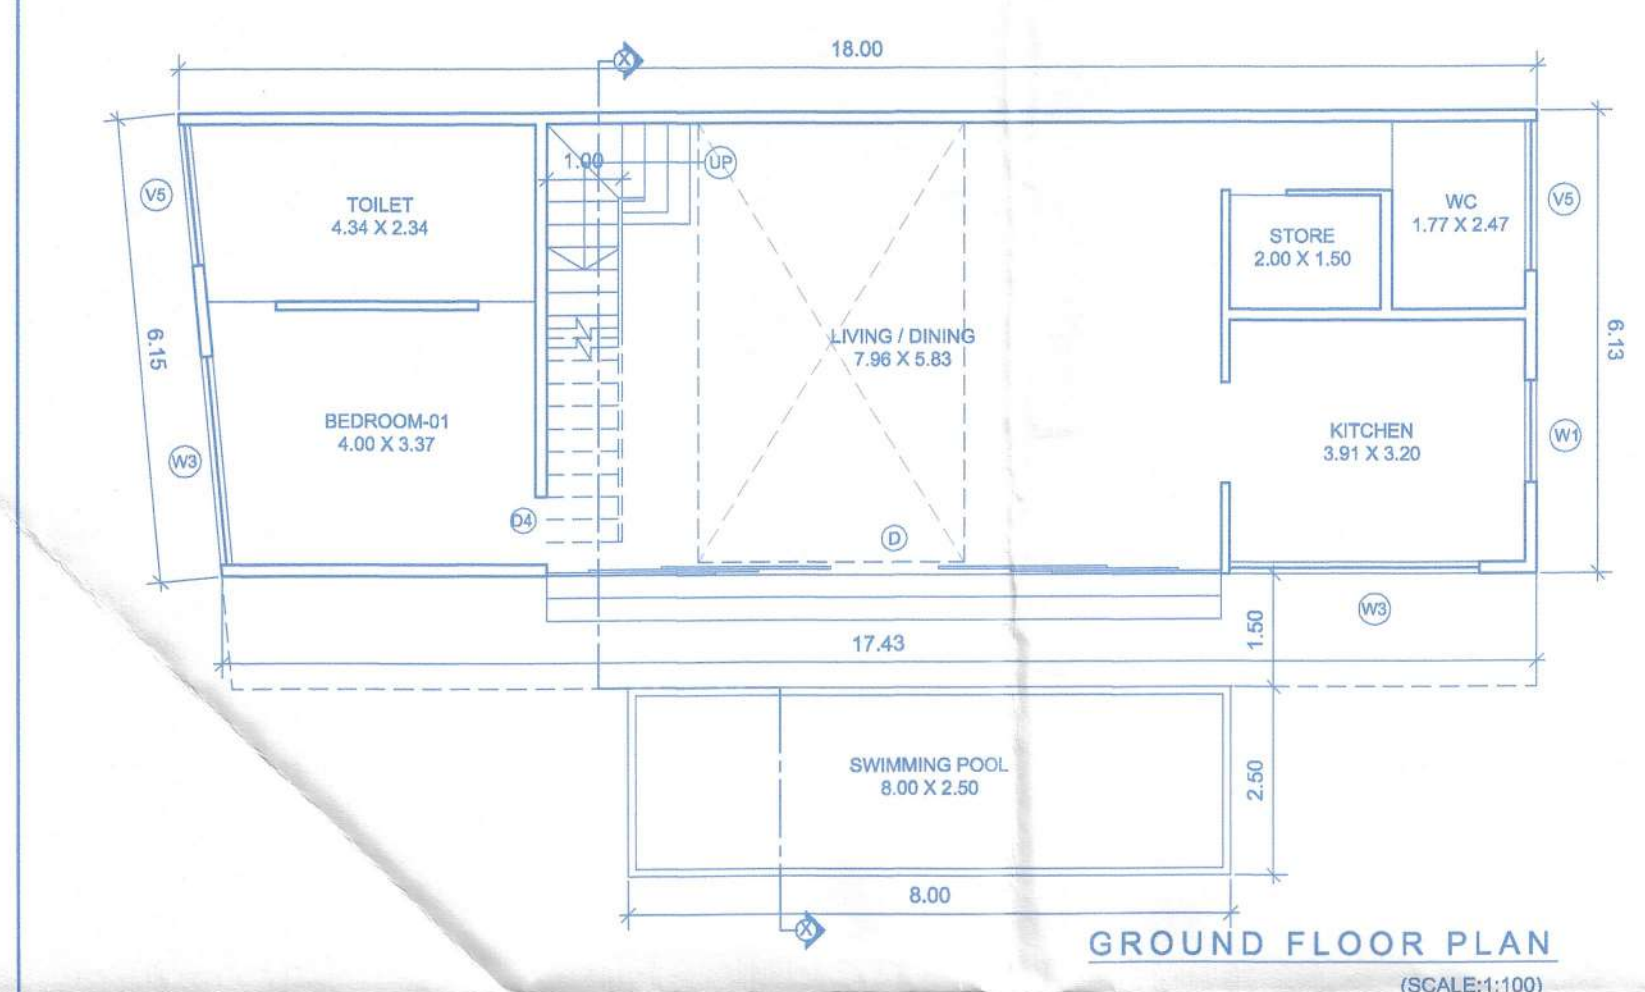 18.00
X
1.00
UP
V5
TOILET
4.34 X 2.34
WC
1.77 X 2.47
V5
STORE
2.00 X 1.50
6.15
LIVING / DINING
7.96 X 5.83
6.13
BEDROOM-01
4.00 X 3.37
KITCHEN
3.91 X 3.20
W1
W3
D4
D
W3
1.50
17.43
SWIMMING POOL
8.00 X 2.50
2.50
8.00
X
GROUND FLOOR PLAN
(SCALE:1:100)